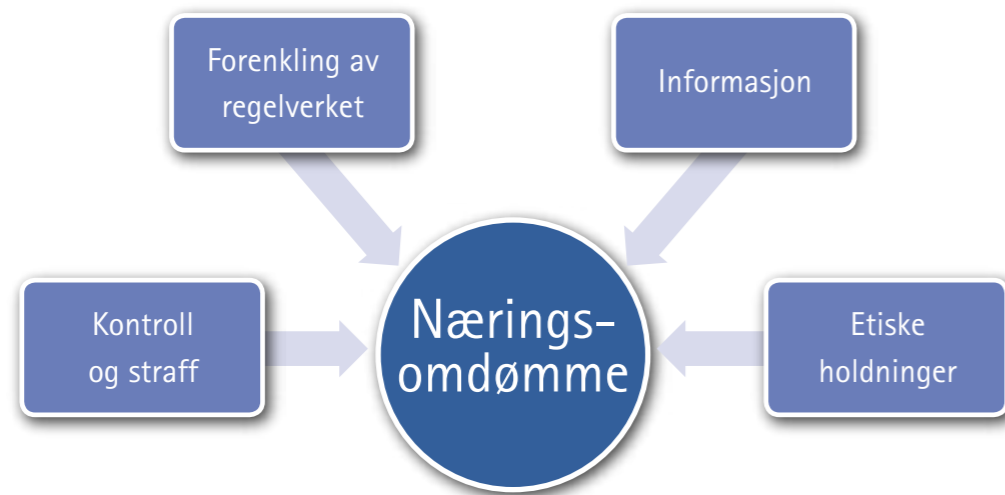 Forenkling av
regelverket
Informasjon
Kontroll
og straff
Nærings-
omdømme
Etiske
holdninger